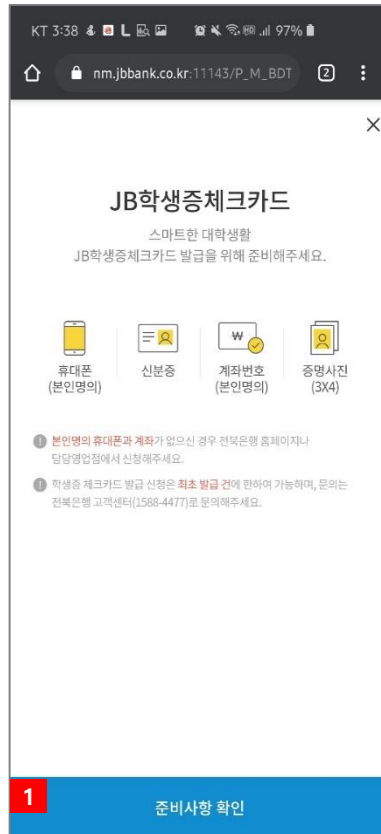 KT 3:38 L 97%
nm.jbbank.co.kr:11143/P_M_BDT 2
JB학생증체크카드
스마트한 대학생활
JB학생증체크카드 발급을 위해 준비해주세요.
휴대폰 신분증 계좌번호 증명사진
(본인명의) (본인명의) (3X4)
본인명의 휴대폰과 계좌가 없으신 경우 전북은행 홈페이지나
담당영업점에서 신청해주세요.
학생증 체크카드 발급 신청은 최초 발급 건에 한하여 가능하며, 문의는
전북은행 고객센터(1588-4477)로 문의해주세요.
1
준비사항 확인